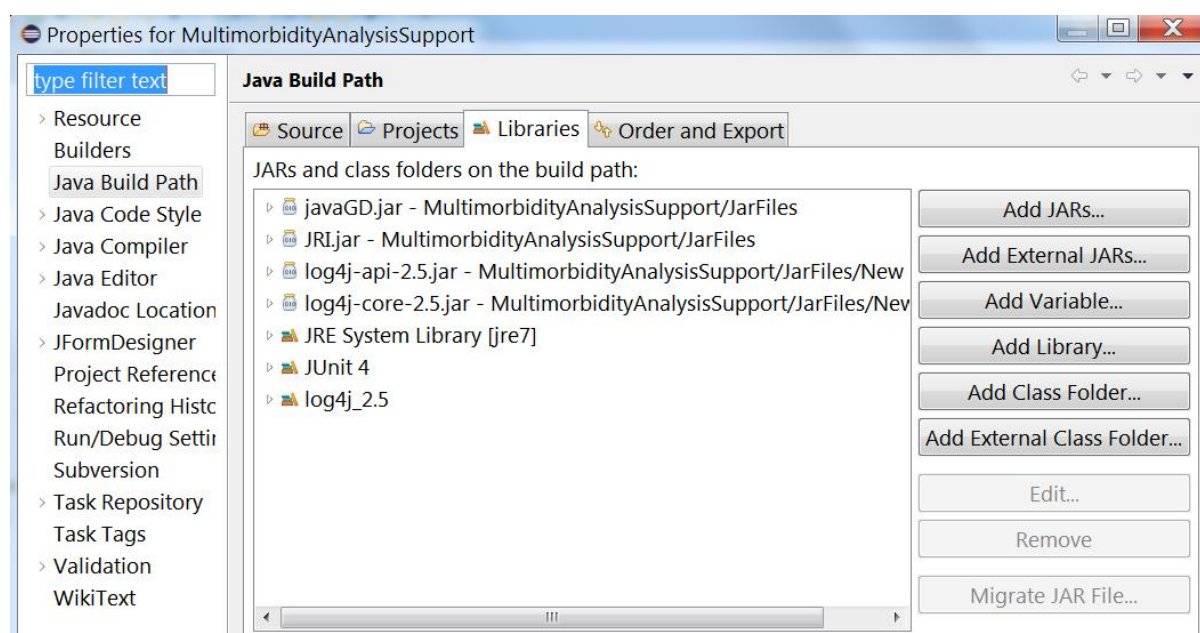 Properties for MultimorbidityAnalysisSupport
type filter text
Resource
Builders
Java Build Path
Java Code Style
Java Compiler
Java Editor
Javadoc Location
JFormDesigner
Project Reference
Refactoring Histo
Run/Debug Settin
Subversion
Task Repository
Task Tags
Validation
WikiText
Java Build Path
Source Projects Libraries Order and Export
JARs and class folders on the build path:
javaGD.jar - MultimorbidityAnalysisSupport/JarFiles
JRI.jar - MultimorbidityAnalysisSupport/JarFiles
log4j-api-2.5.jar - MultimorbidityAnalysisSupport/JarFiles/New
log4j-core-2.5.jar - MultimorbidityAnalysisSupport/JarFiles/New
JRE System Library [jre7]
JUnit 4
log4j_2.5
Add JARs...
Add External JARs...
Add Variable...
Add Library...
Add Class Folder...
Add External Class Folder...
Edit...
Remove
Migrate JAR File...